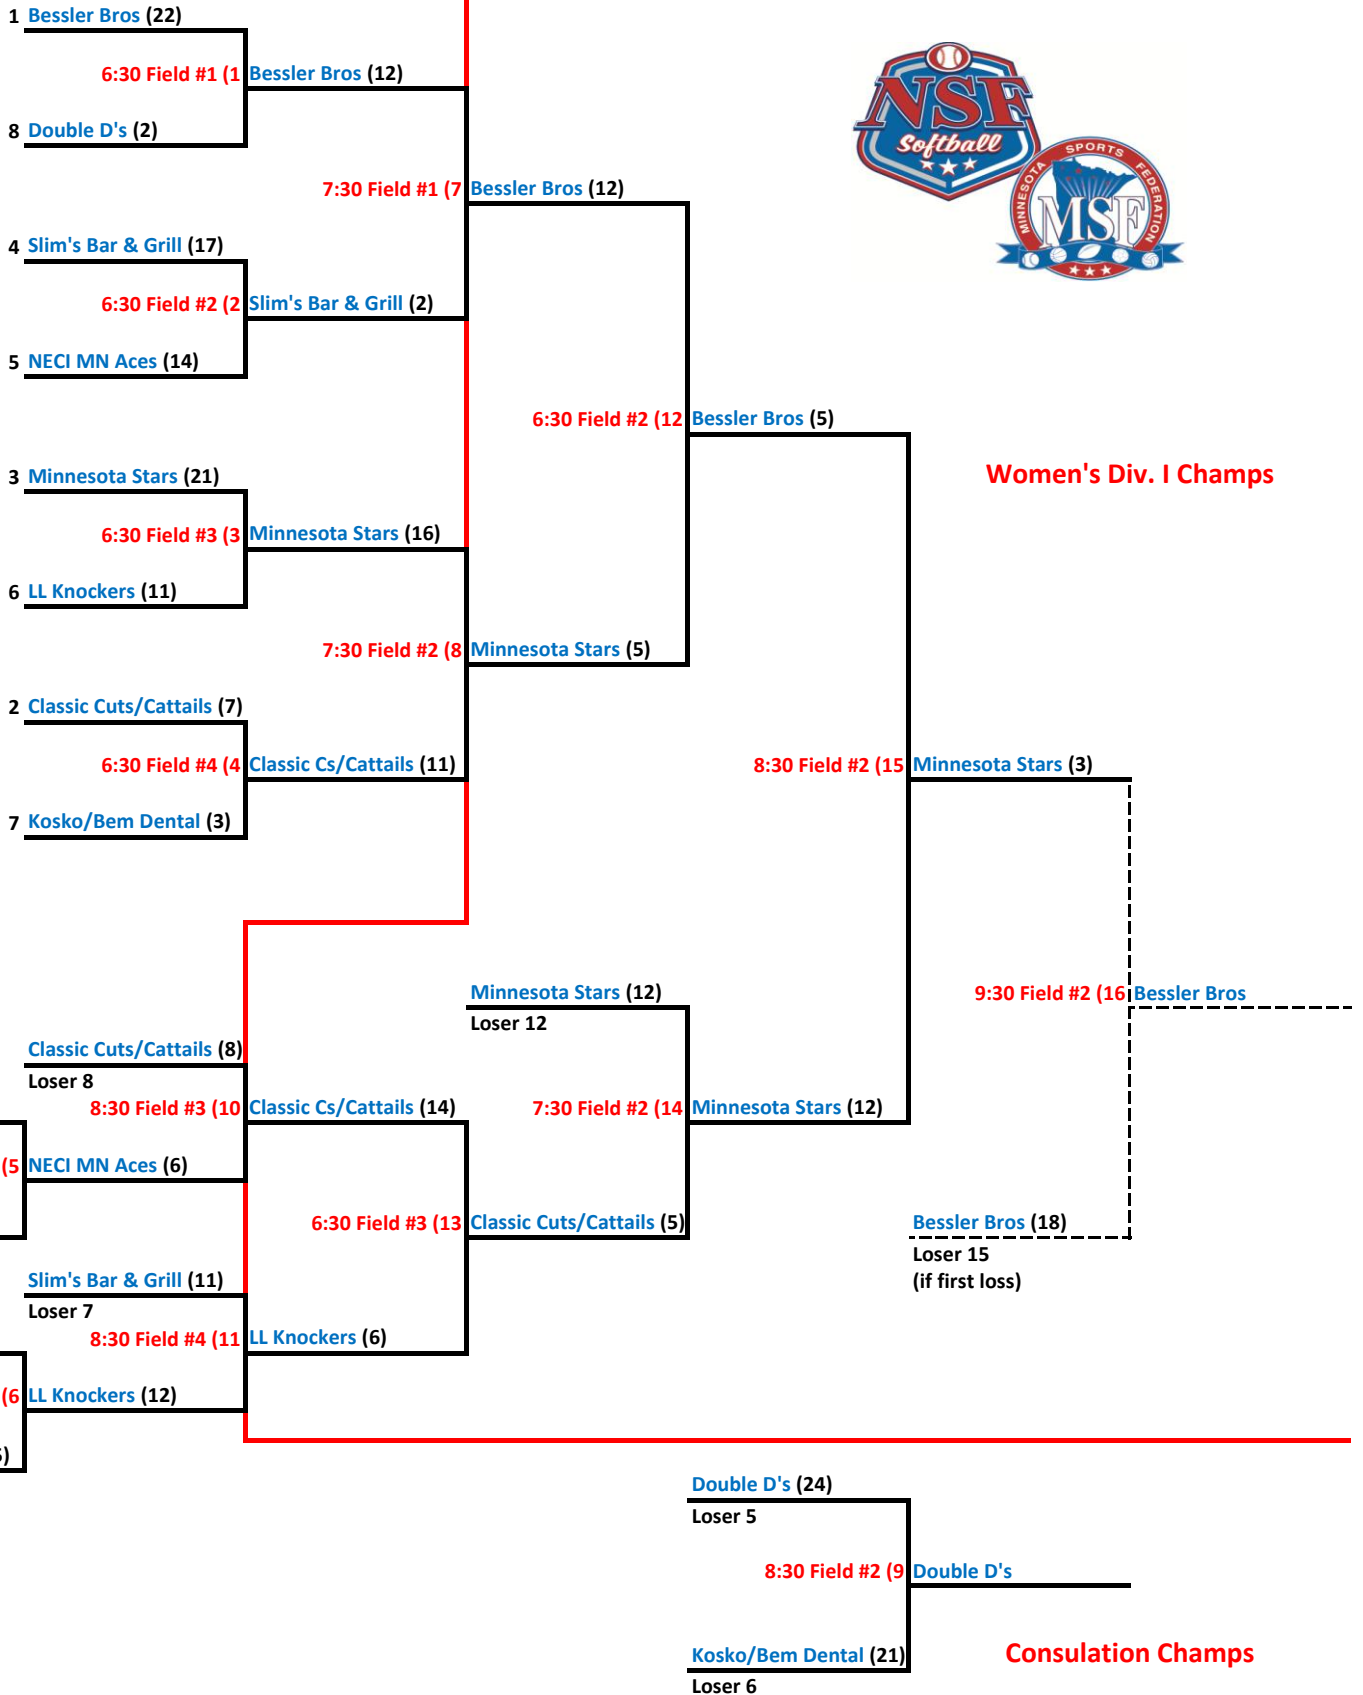 1 Bessler Bros (22)
6:30 Field #1 (1 Bessler Bros (12)
8 Double D's (2)
NSF
Softball
MINNESOTA SPORTS FEDERATION
MSF
7:30 Field #1 (7 Bessler Bros (12)
4 Slim's Bar & Grill (17)
6:30 Field #2 (2 Slim's Bar & Grill (2)
5 NECI MN Aces (14)
6:30 Field #2 (12 Bessler Bros (5)
3 Minnesota Stars (21)
Women's Div. I Champs
6:30 Field #3 (3 Minnesota Stars (16)
6 LL Knockers (11)
7:30 Field #2 (8 Minnesota Stars (5)
2 Classic Cuts/Cattails (7)
6:30 Field #4 (4 Classic Cs/Cattails (11)
8:30 Field #2 (15 Minnesota Stars (3)
7 Kosko/Bem Dental (3)
Minnesota Stars (12)
9:30 Field #2 (16 Bessler Bros
Loser 12
Classic Cuts/Cattails (8)
Loser 8
8:30 Field #3 (10 Classic Cs/Cattails (14)
7:30 Field #2 (14 Minnesota Stars (12)
(5 NECI MN Aces (6)
6:30 Field #3 (13 Classic Cuts/Cattails (5)
Bessler Bros (18)
Loser 15
(if first loss)
Slim's Bar & Grill (11)
Loser 7
8:30 Field #4 (11 LL Knockers (6)
(6 LL Knockers (12)
)
Double D's (24)
Loser 5
8:30 Field #2 (9 Double D's
Kosko/Bem Dental (21)
Consulation Champs
Loser 6